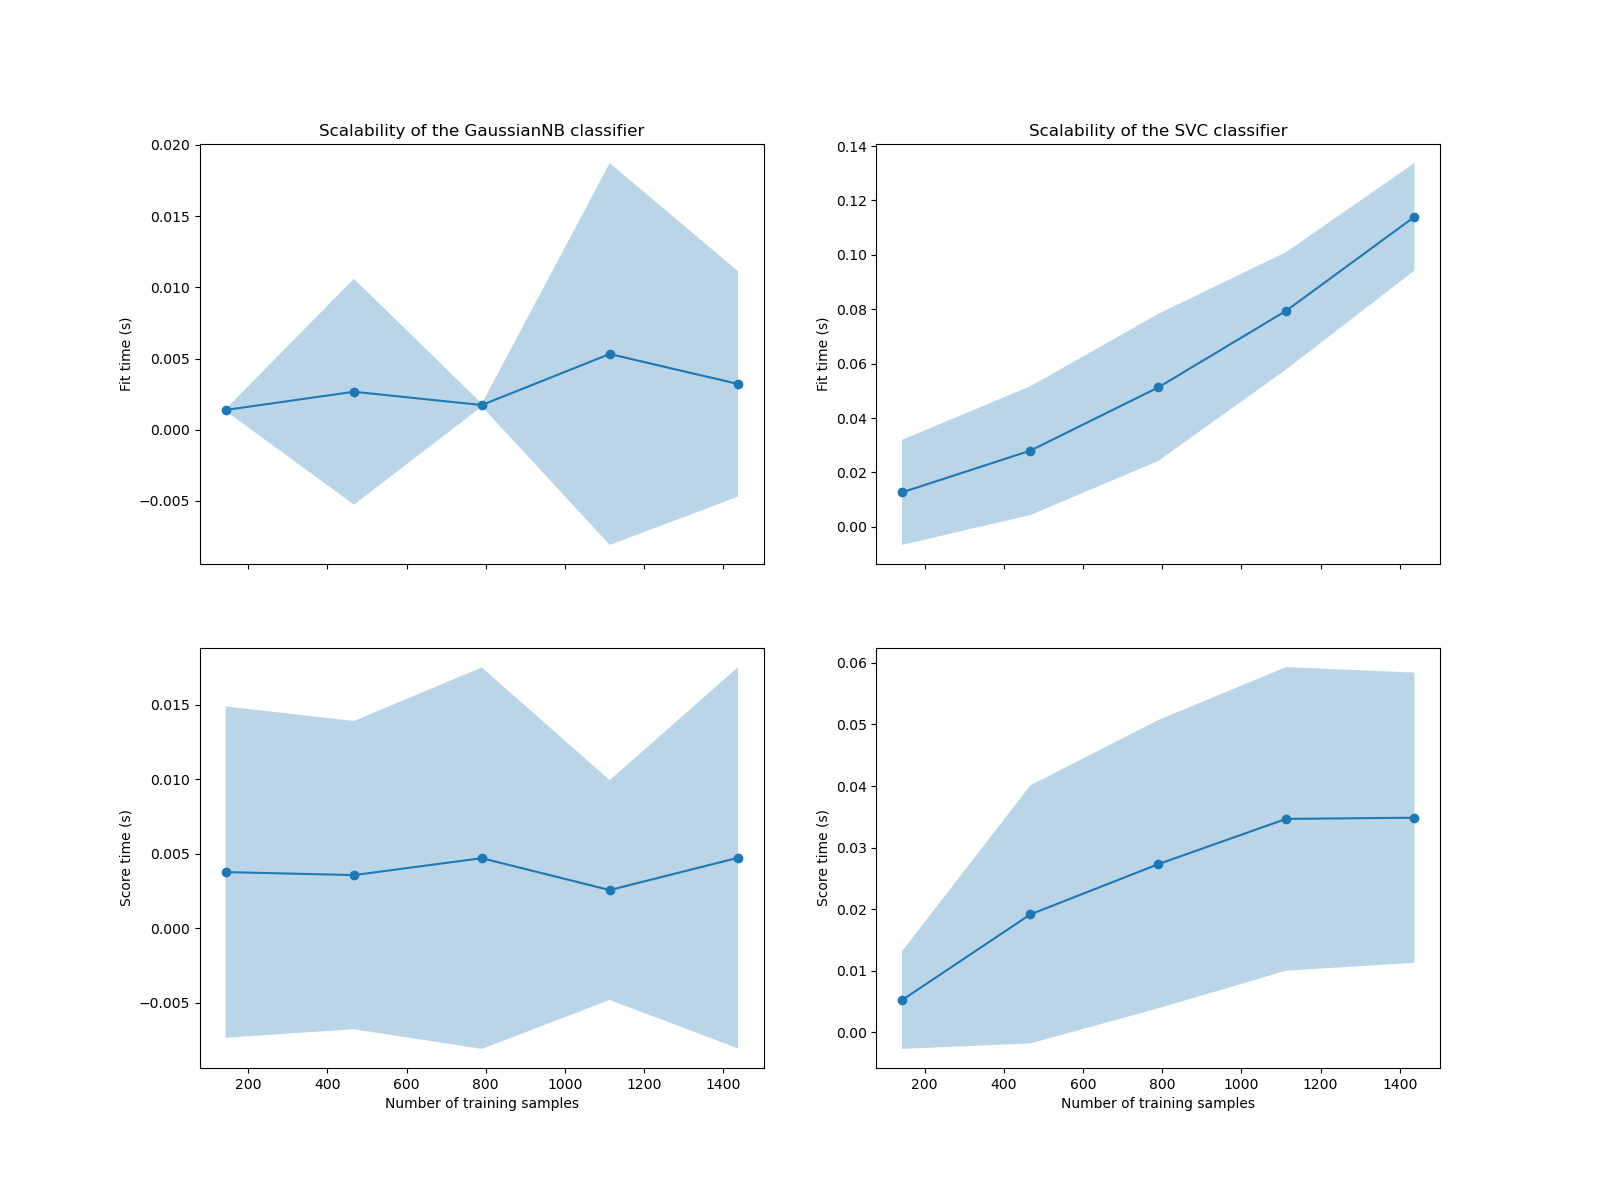 Scalability of the GaussianNB classifier
0.020
0.015
0.010
0.005
0.000
−0.005
Fit time (s)
Scalability of the SVC classifier
0.14
0.12
0.10
0.08
0.06
0.04
0.02
0.00
Fit time (s)
0.015
0.010
0.005
0.000
−0.005
Score time (s)
200 400 600 800 1000 1200 1400
Number of training samples
0.06
0.05
0.04
0.03
0.02
0.01
0.00
Score time (s)
200 400 600 800 1000 1200 1400
Number of training samples